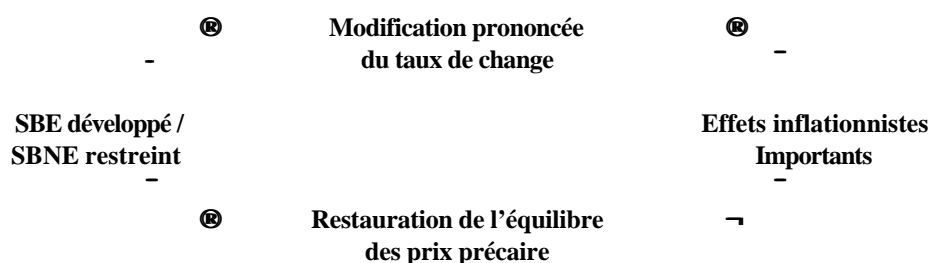 ® Modification prononcée ®
- du taux de change ¯
SBE développé / Effets inflationnistes
SBNE restreint Importants
¯ ¯
® Restauration de l’équilibre ¬
des prix précaire